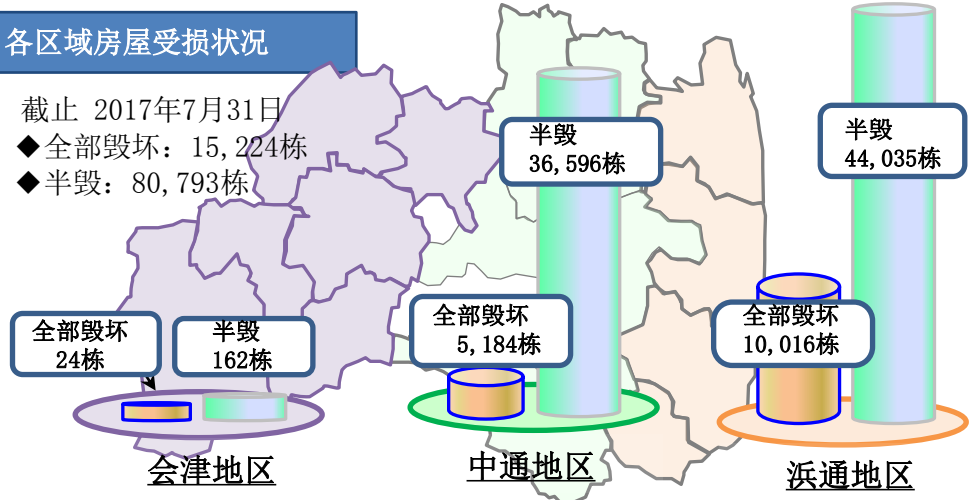 各区域房屋受损状况
截止 2017年7月31日
◆全部毁坏：15,224栋
◆半毁：80,793栋
全部毁坏
24栋
半毁
162栋
会津地区
全部毁坏
5,184栋
半毁
36,596栋
中通地区
全部毁坏
10,016栋
半毁
44,035栋
浜通地区